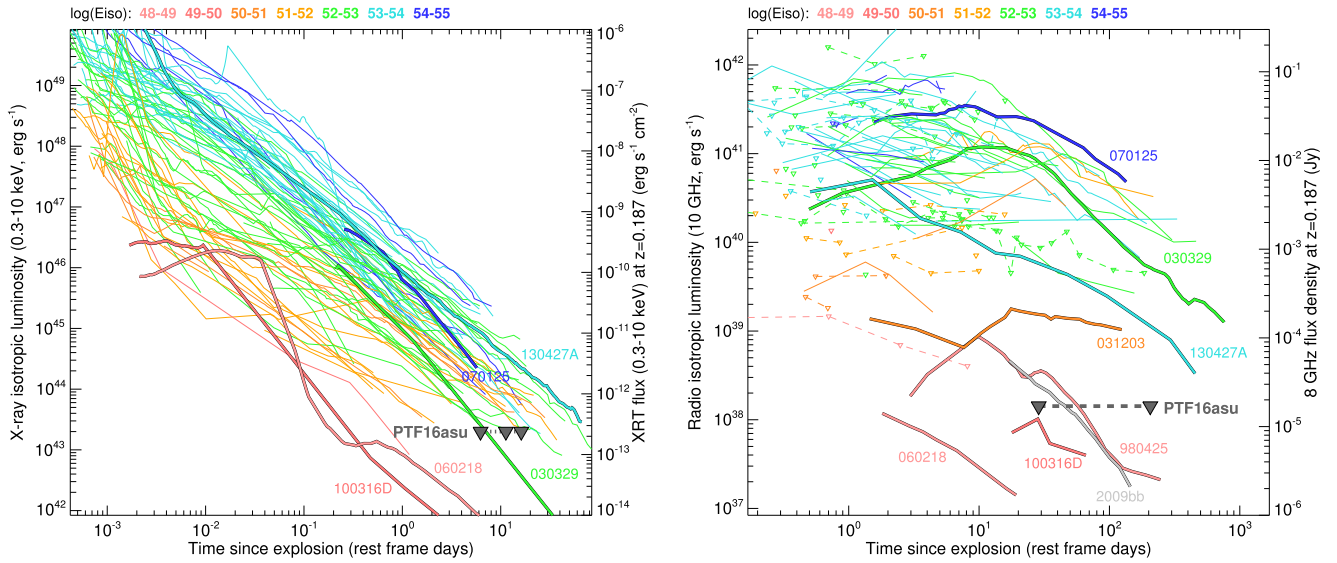 log(Eiso): 48-49 49-50 50-51 51-52 52-53 53-54 54-55
10^49
10^48
10^47
10^46
10^45
10^44
10^43
10^42
X-ray isotropic luminosity (0.3-10 keV, erg s^-1)
10^-6
10^-7
10^-8
10^-9
10^-10
10^-11
10^-12
10^-13
10^-14
XRT flux (0.3-10 keV) at z=0.187 (erg s^-1 cm^-2)
130427A
070125
PTF16asu
060218
030329
100316D
10^-3 10^-2 10^-1 10^0 10^1
Time since explosion (rest frame days)
log(Eiso): 48-49 49-50 50-51 51-52 52-53 53-54 54-55
10^42
10^41
10^40
10^39
10^38
10^37
Radio isotropic luminosity (10 GHz, erg s^-1)
10^-1
10^-2
10^-3
10^-4
10^-5
10^-6
8 GHz flux density at z=0.187 (Jy)
070125
030329
031203
130427A
PTF16asu
980425
060218
100316D
2009bb
10^0 10^1 10^2 10^3
Time since explosion (rest frame days)